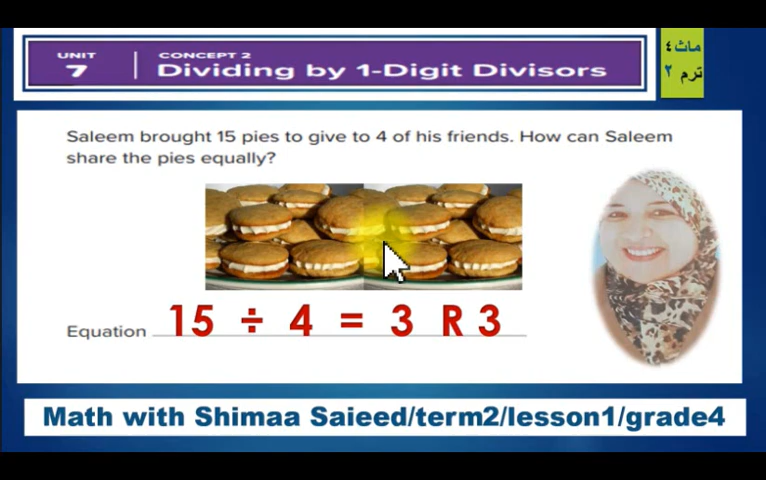 UNIT
7
CONCEPT 2
Dividing by 1-Digit Divisors
ماث ٤
ترم ٢
Saleem brought 15 pies to give to 4 of his friends. How can Saleem
share the pies equally?
Equation 15 ÷ 4 = 3 R 3
Math with Shimaa Saieed/term2/lesson1/grade4